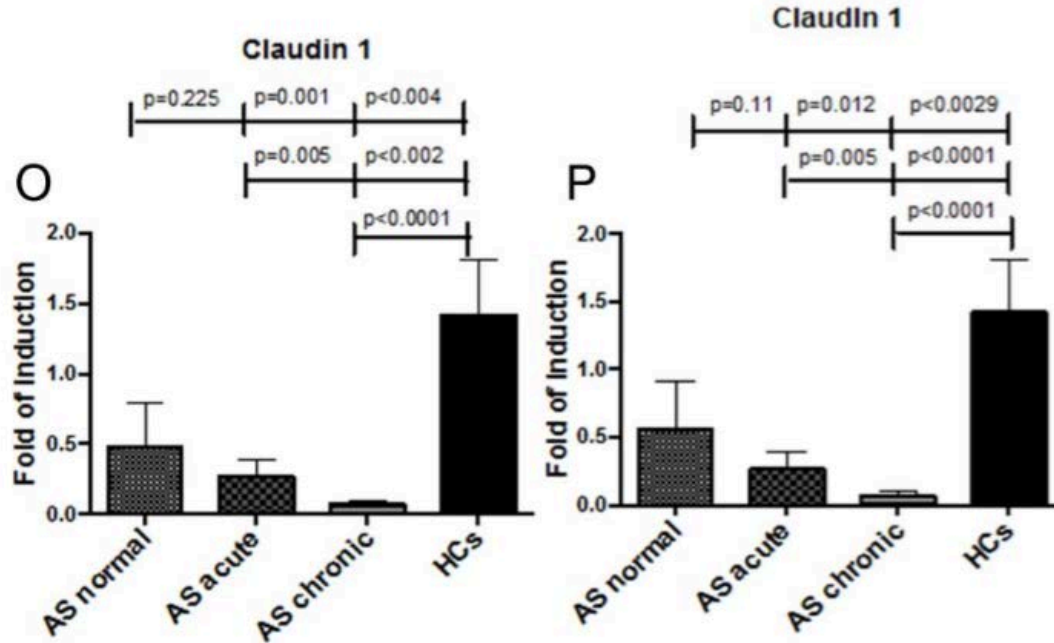 Claudin 1
p=0.225 p=0.001 p<0.004
p=0.005 p<0.002
p<0.0001
O
2.0
1.5
1.0
0.5
0.0
Fold of Induction
AS normal
AS acute
AS chronic
HCs
Claudln 1
p=0.11 p=0.012 p<0.0029
p=0.005 p<0.0001
p<0.0001
P
2.0
1.5
1.0
0.5
0.0
Fold of Induction
AS normal
AS acute
AS chronic
HCs